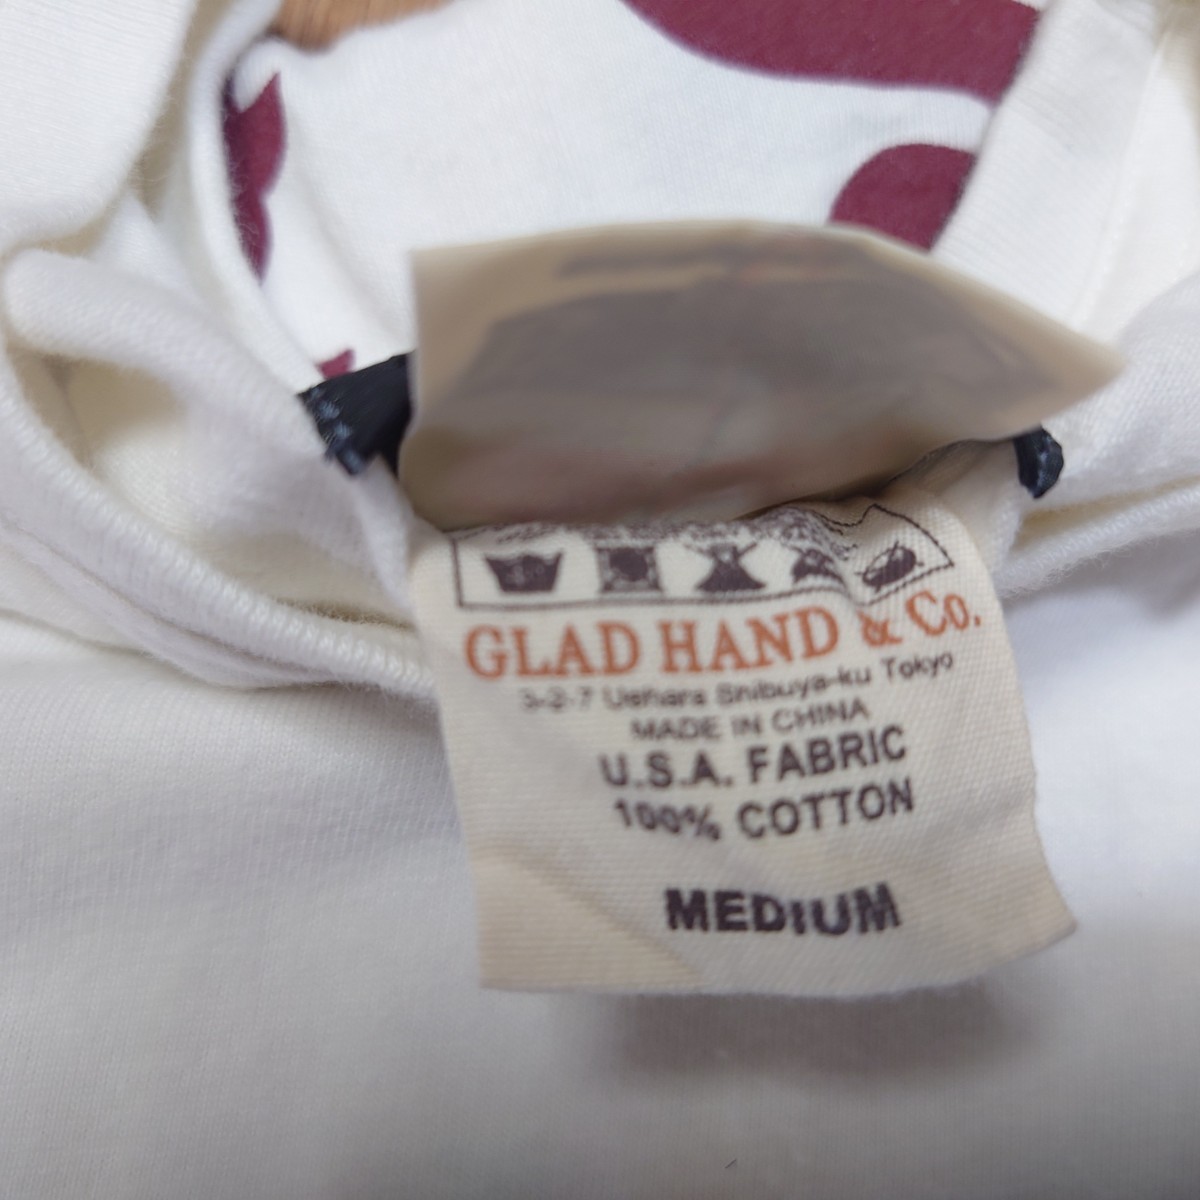 GLAD HAND & Co.
3-2-7 Uehara Shibuya-ku Tokyo
MADE IN CHINA
U.S.A. FABRIC
100% COTTON
MEDIUM